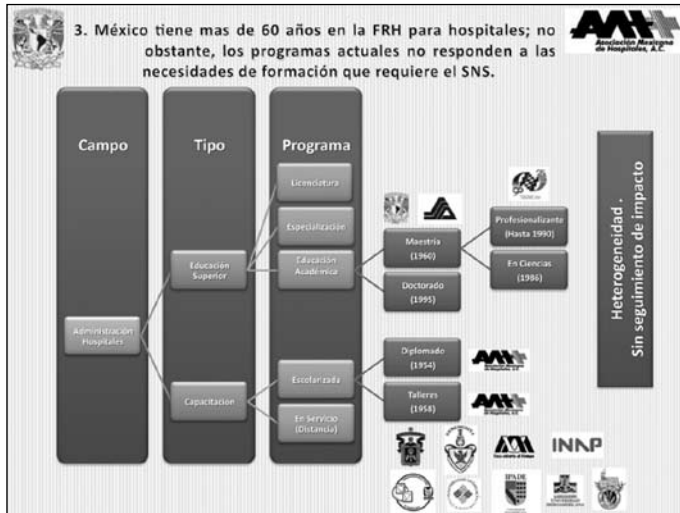 3. México tiene mas de 60 años en la FRH para hospitales; no
obstante, los programas actuales no responden a las
necesidades de formación que requiere el SNS.
Asociación Mexicana
de Hospitales, A.C.
Campo
Tipo
Programa
Licenciatura
Especialización
Educación
Superior
Educación
Académica
Maestría
(1960)
Profesionalizante
(Hasta 1990)
En Ciencias
(1986)
Doctorado
(1995)
Administración
Hospitales
Capacitacion
Escolarizada
Diplomado
(1954)
Talleres
(1958)
En Servicio
(Distancia)
Heterogeneidad .
Sin seguimiento de impacto
INAP
IPADE